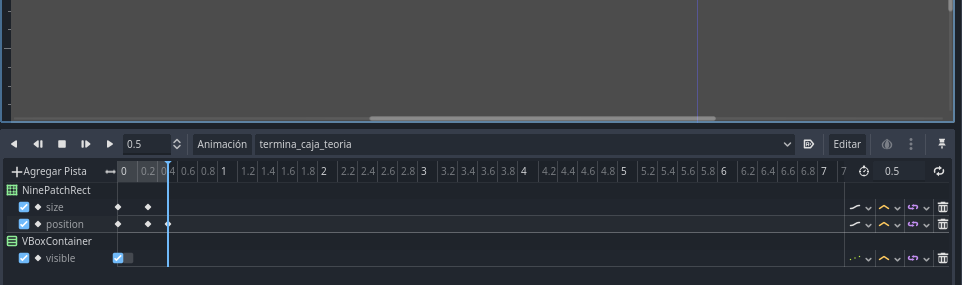 0.5 Animación termina_caja_teoria Editar
Agregar Pista 0 0.2 0.4 0.6 0.8 1 1.2 1.4 1.6 1.8 2 2.2 2.4 2.6 2.8 3 3.2 3.4 3.6 3.8 4 4.2 4.4 4.6 4.8 5 5.2 5.4 5.6 5.8 6 6.2 6.4 6.6 6.8 7 7 0.5
NinePatchRect
size
position
VBoxContainer
visible